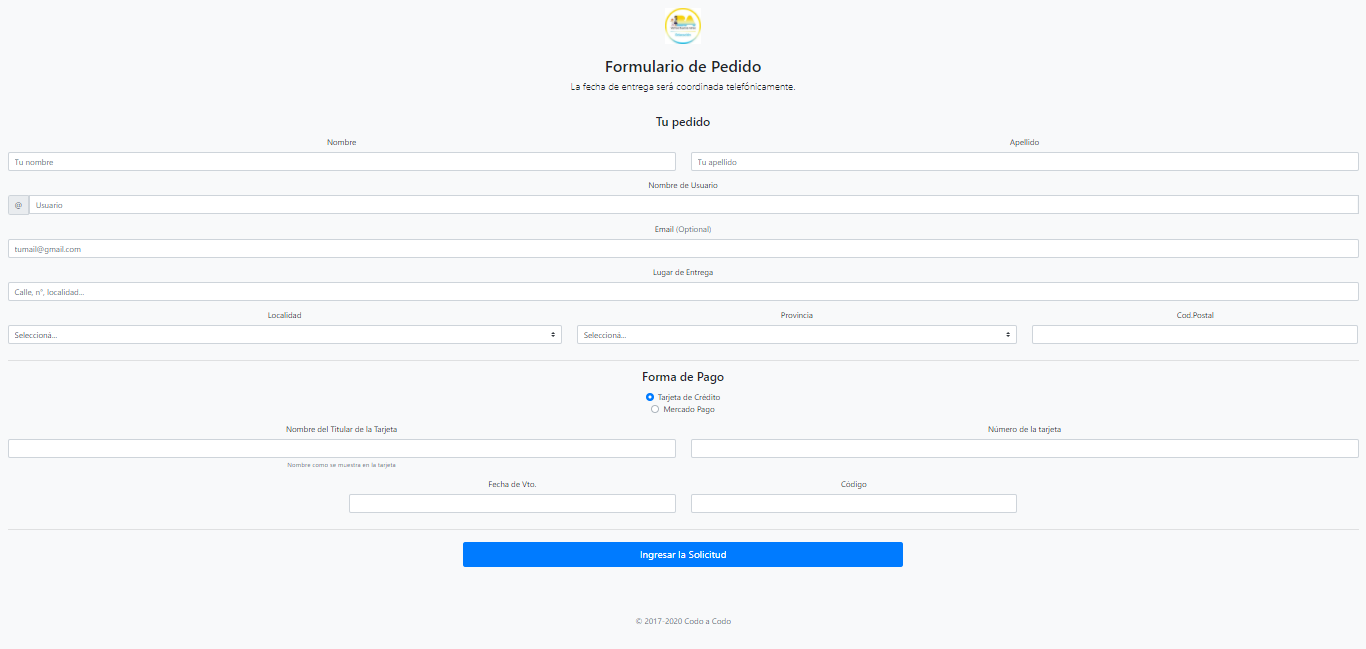 Formulario de Pedido
La fecha de entrega será coordinada telefónicamente.
Tu pedido
Nombre Apellido
Tu nombre Tu apellido
Nombre de Usuario
@ Usuario
Email (Optional)
tumail@gmail.com
Lugar de Entrega
Calle, n°, localidad...
Localidad Provincia Cod.Postal
Seleccioná... Seleccioná...
Forma de Pago
Tarjeta de Crédito
Mercado Pago
Nombre del Titular de la Tarjeta Número de la tarjeta
Nombre como se muestra en la tarjeta
Fecha de Vto. Código
Ingresar la Solicitud
© 2017-2020 Codo a Codo